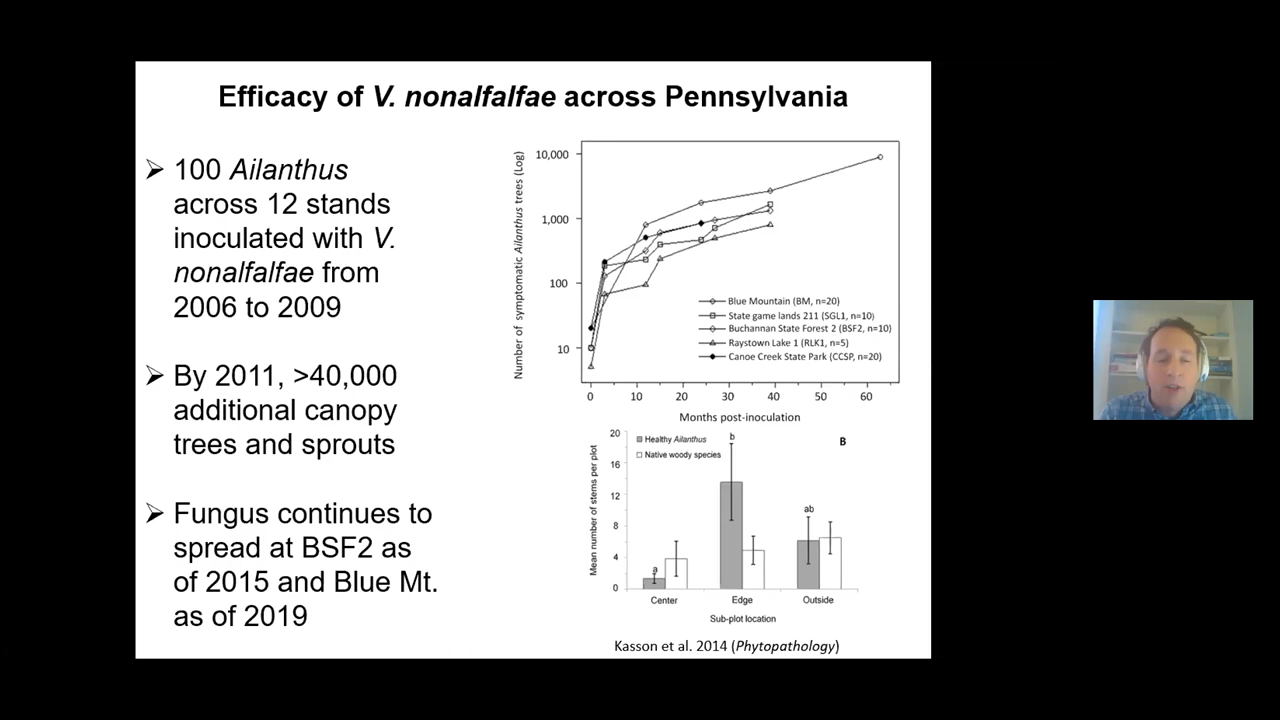 Efficacy of V. nonalfalfae across Pennsylvania
➢ 100 Ailanthus
across 12 stands
inoculated with V.
nonalfalfae from
2006 to 2009
➢ By 2011, >40,000
additional canopy
trees and sprouts
➢ Fungus continues to
spread at BSF2 as
of 2015 and Blue Mt.
as of 2019
Number of symptomatic Ailanthus trees (Log)
10,000
1,000
100
10
Blue Mountain (BM, n=20)
State game lands 211 (SGL1, n=10)
Buchannan State Forest 2 (BSF2, n=10)
Raystown Lake 1 (RLK1, n=5)
Canoe Creek State Park (CCSP, n=20)
0 10 20 30 40 50 60
Months post-inoculation
Mean number of stems per plot
20
16
12
8
4
0
Healthy Ailanthus
Native woody species
B
a
b
ab
Center Edge Outside
Sub-plot location
Kasson et al. 2014 (Phytopathology)